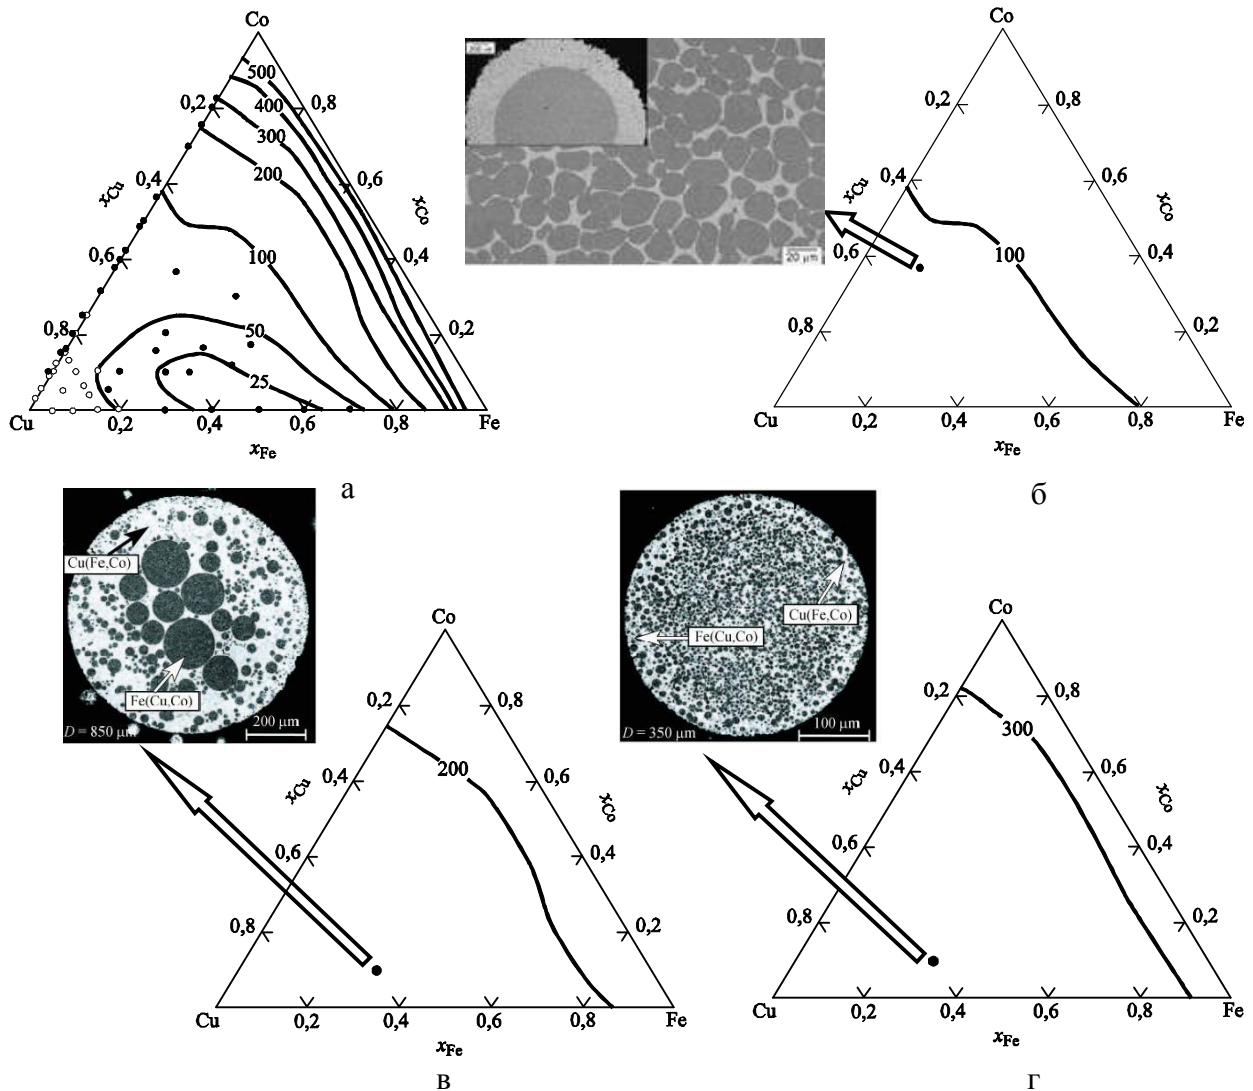 Co
500
0,2
400
0,8
300
200
0,4
0,6
xCu
xCo
0,6
100
0,4
0,8
50
0,2
25
Cu
0,2
0,4
0,6
0,8
Fe
xFe
а
20 μm
Co
0,2
0,8
0,4
0,6
xCu
xCo
0,6
100
0,4
0,8
0,2
Cu
0,2
0,4
0,6
0,8
Fe
xFe
б
Cu(Fe,Co)
Fe(Cu,Co)
D = 850 μm
200 μm
Co
0,2
0,8
200
0,4
0,6
xCu
xCo
0,6
0,4
0,8
0,2
Cu
0,2
0,4
0,6
0,8
Fe
xFe
в
Cu(Fe,Co)
Fe(Cu,Co)
D = 350 μm
100 μm
Co
0,2
0,8
300
0,4
0,6
xCu
xCo
0,6
0,4
0,8
0,2
Cu
0,2
0,4
0,6
0,8
Fe
xFe
г